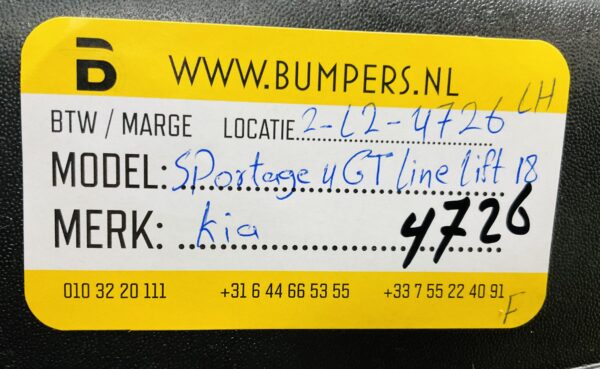 B WWW.BUMPERS.NL
LH
BTW / MARGE LOCATIE 2-L2-4726
MODEL: SPortage 4 GT line lift 18
MERK: kia 4726
010 32 20 111 +31 6 44 66 53 55 +33 7 55 22 40 91
F